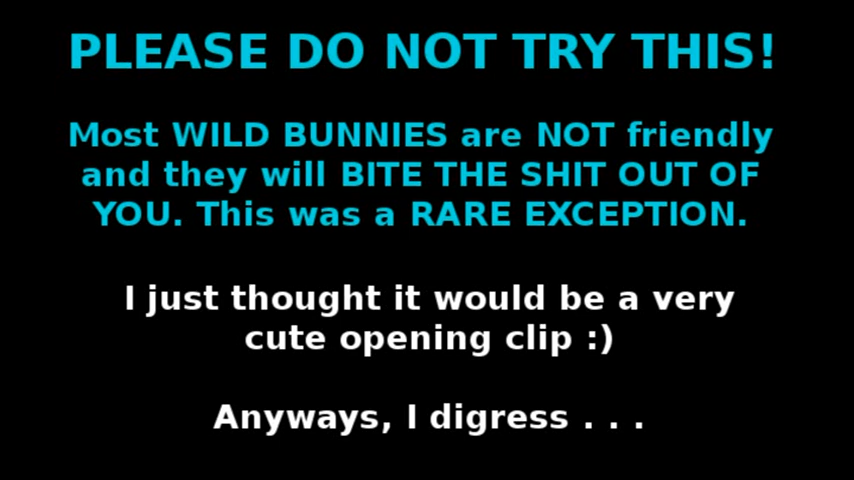 PLEASE DO NOT TRY THIS!
Most WILD BUNNIES are NOT friendly
and they will BITE THE SHIT OUT OF
YOU. This was a RARE EXCEPTION.
I just thought it would be a very
cute opening clip :)
Anyways, I digress . . .